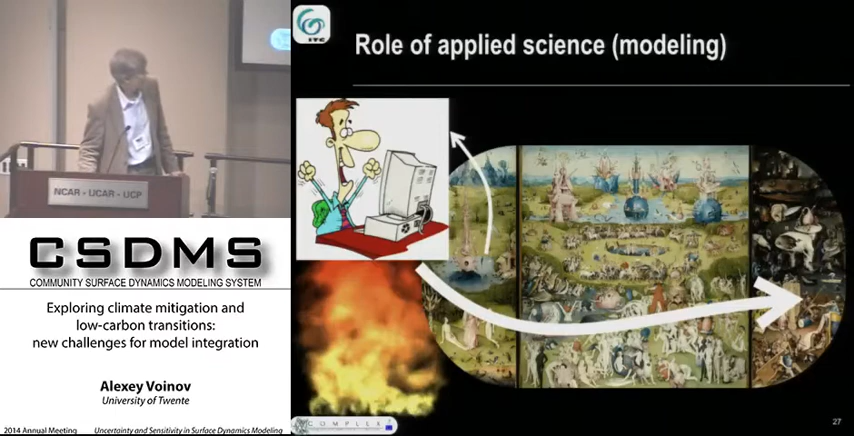 ITC
Role of applied science (modeling)
NCAR - UCAR - UCP
CSDMS
COMMUNITY SURFACE DYNAMICS MODELING SYSTEM
Exploring climate mitigation and
low-carbon transitions:
new challenges for model integration
Alexey Voinov
University of Twente
2014 Annual Meeting Uncertainty and Sensitivity in Surface Dynamics Modeling
COMPLEX
27